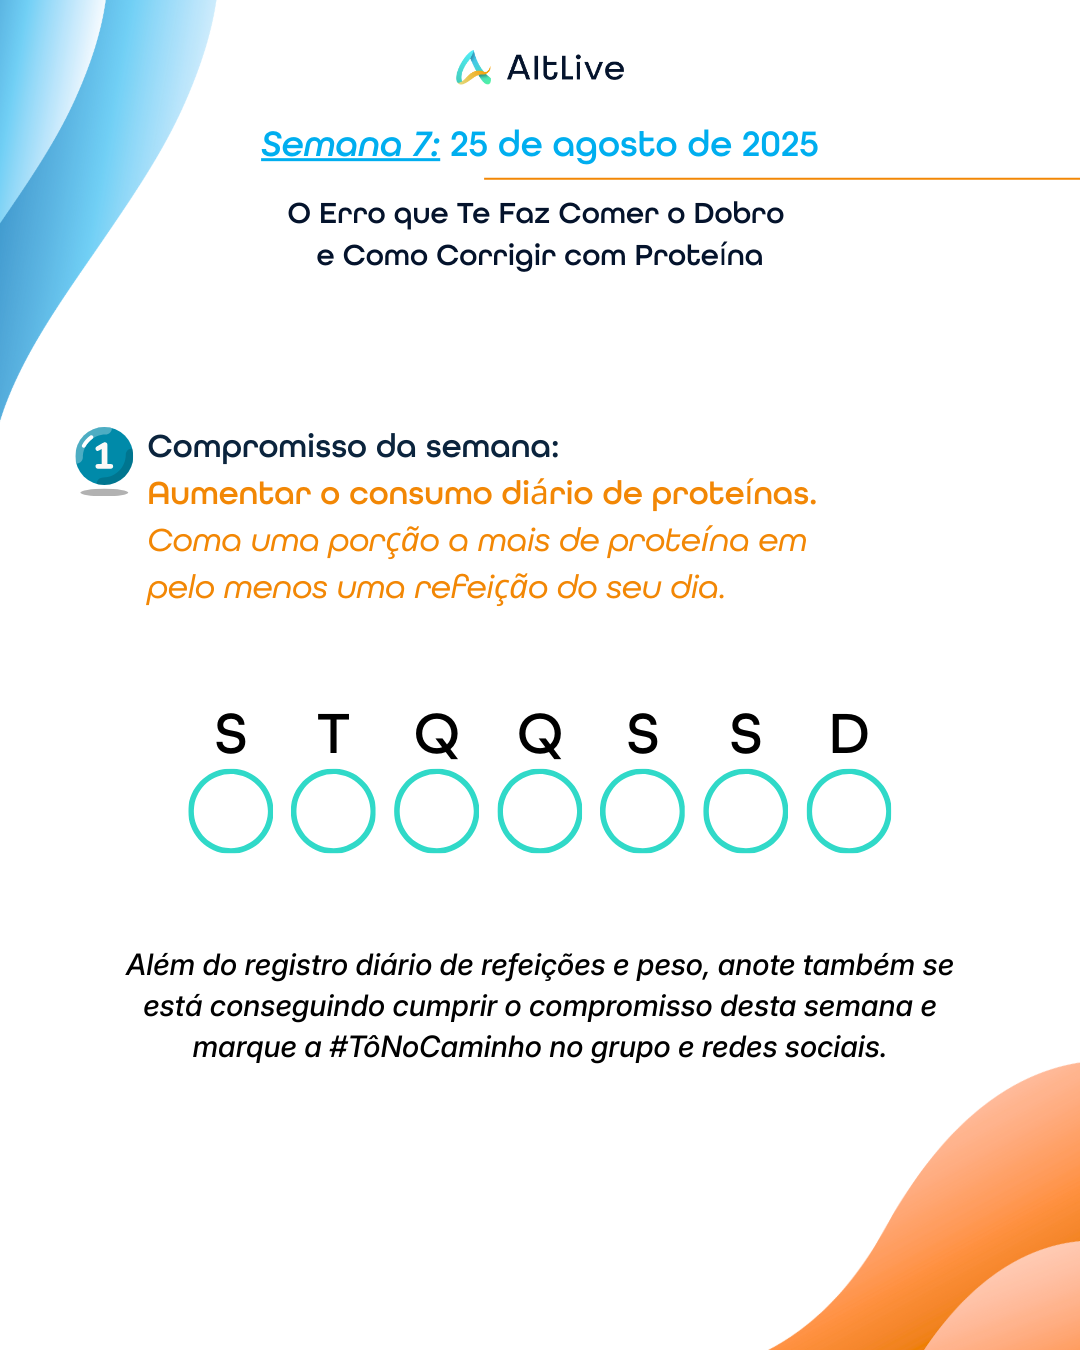 AltLive
Semana 7: 25 de agosto de 2025
O Erro que Te Faz Comer o Dobro
e Como Corrigir com Proteína
1
Compromisso da semana:
Aumentar o consumo diário de proteínas.
Coma uma porção a mais de proteína em
pelo menos uma refeição do seu dia.
S T Q Q S S D
Além do registro diário de refeições e peso, anote também se
está conseguindo cumprir o compromisso desta semana e
marque a #TôNoCaminho no grupo e redes sociais.